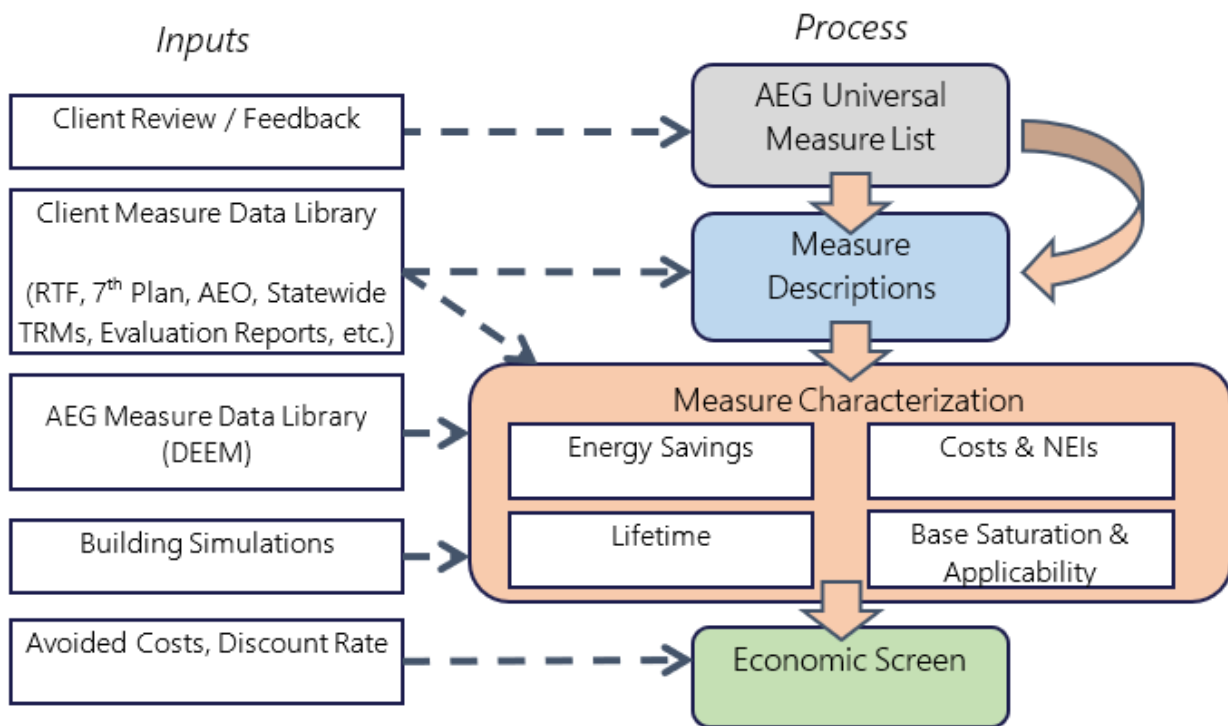 Inputs
Process
Client Review / Feedback
AEG Universal
Measure List
Client Measure Data Library
(RTF, 7th Plan, AEO, Statewide
TRMs, Evaluation Reports, etc.)
Measure
Descriptions
AEG Measure Data Library
(DEEM)
Measure Characterization
Energy Savings
Costs & NEIs
Building Simulations
Lifetime
Base Saturation &
Applicability
Avoided Costs, Discount Rate
Economic Screen